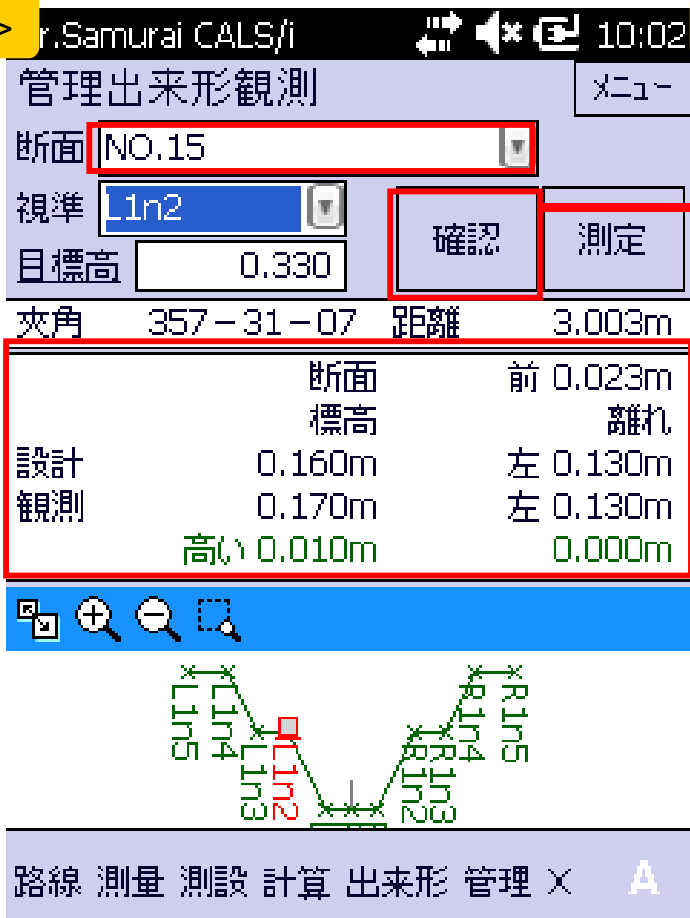 > r.Samurai CALS/i 10:02
管理出来形観測 メニュー
断面 NO.15
視準 L1n2
確認 測定
目標高 0.330
夾角 357-31-07 距離 3.003m
断面 前 0.023m
標高 離れ
設計 0.160m 左 0.130m
観測 0.170m 左 0.130m
高い 0.010m 0.000m
L1n5
L1n4
L1n3
L1n2
R1n2
R1n3
R1n4
R1n5
路線 測量 測設 計算 出来形 管理 X A